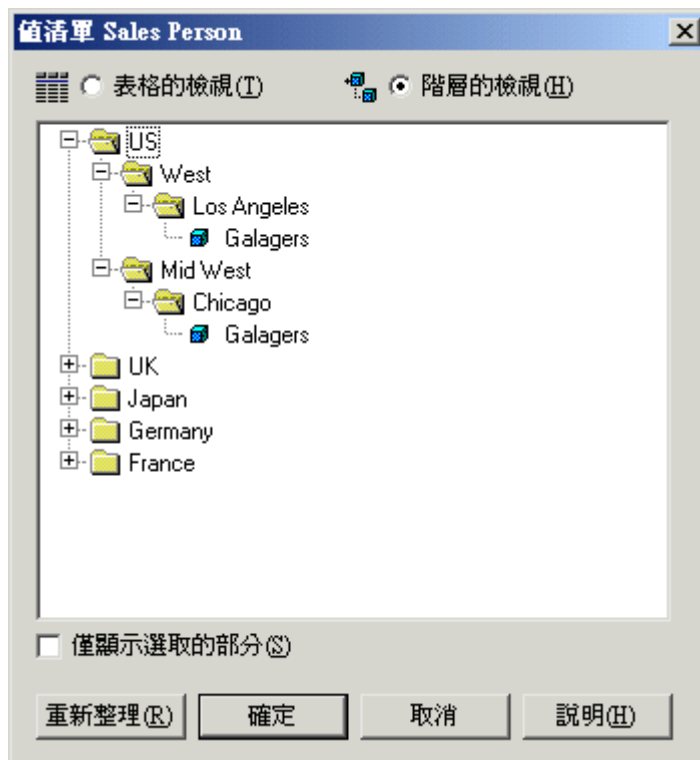 值清單 Sales Person
表格的檢視(T) 階層的檢視(H)
US
West
Los Angeles
Galagers
Mid West
Chicago
Galagers
UK
Japan
Germany
France
僅顯示選取的部分(S)
重新整理(R) 確定 取消 說明(H)